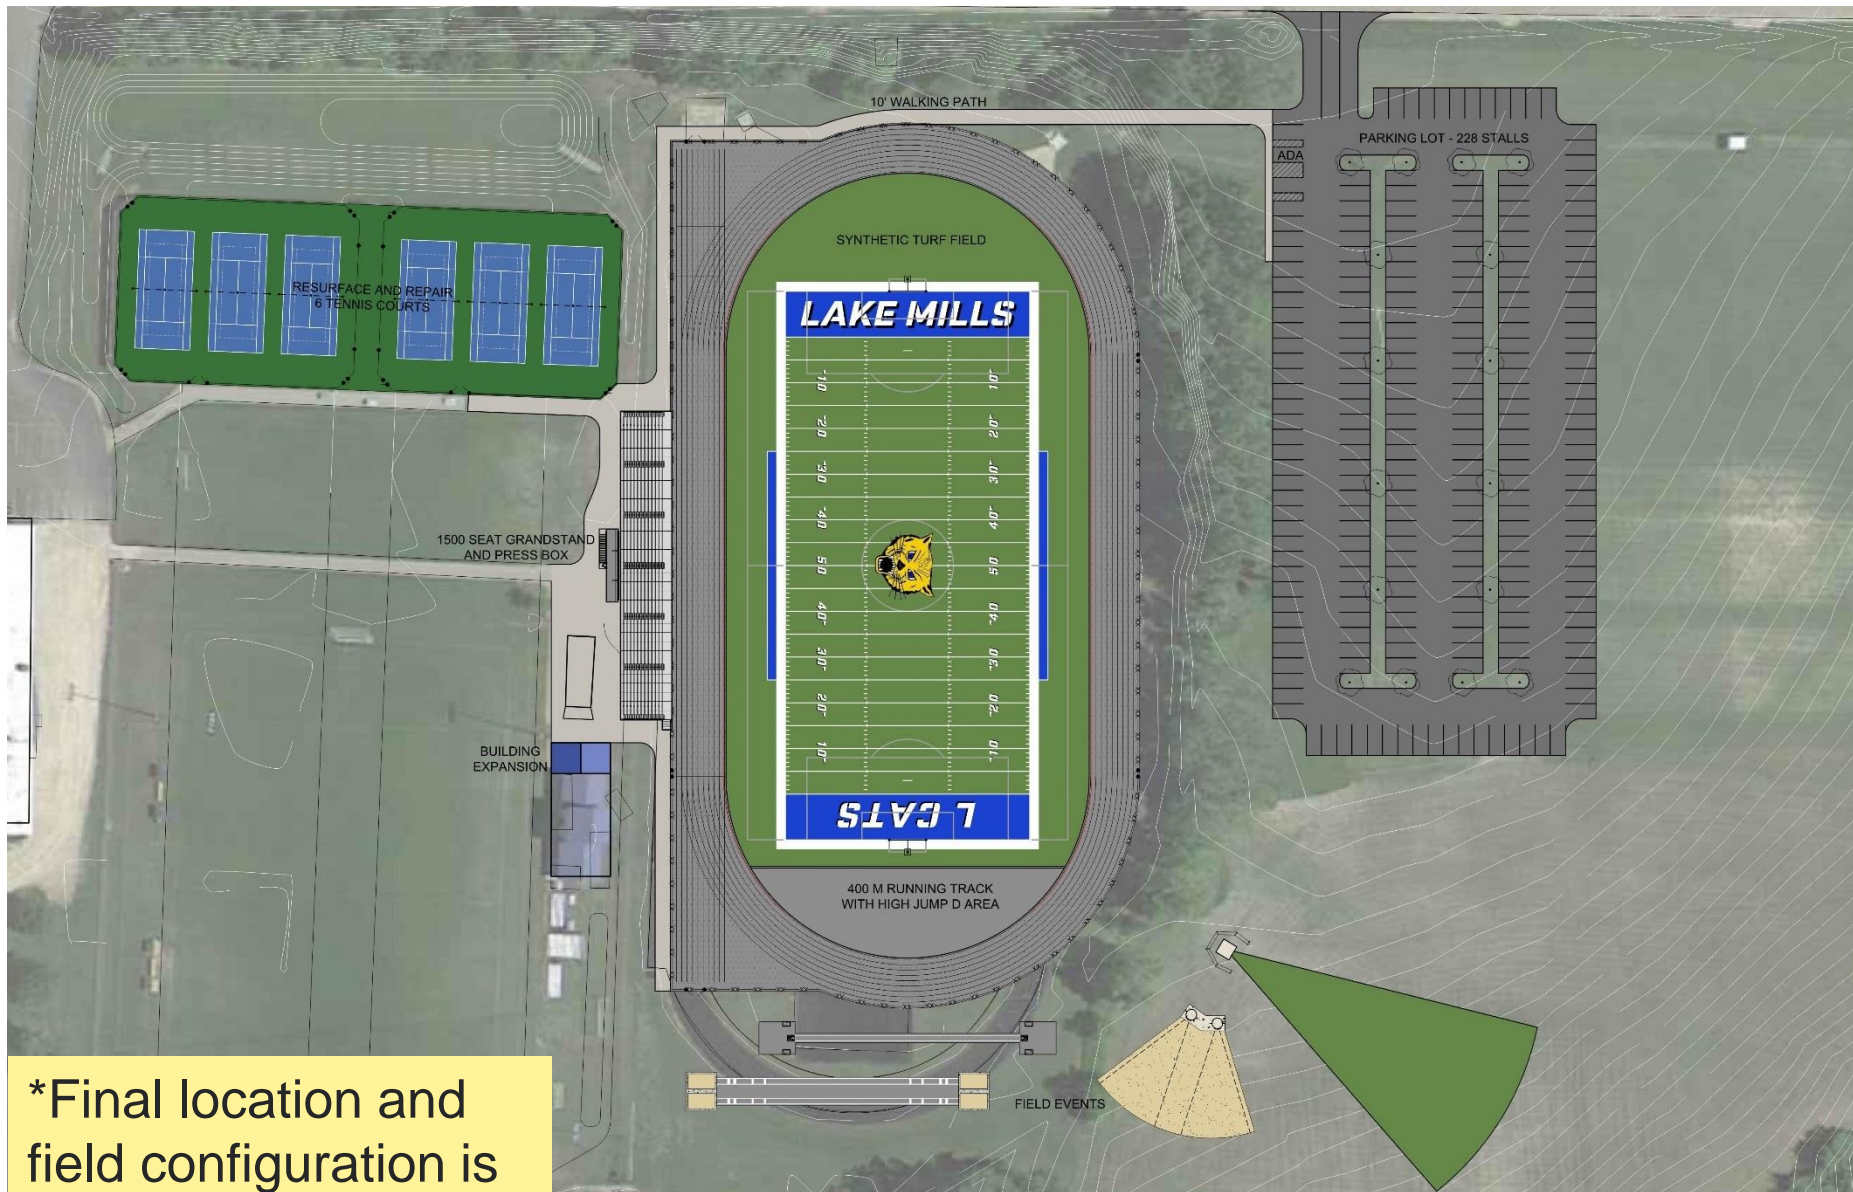 10' WALKING PATH
PARKING LOT - 228 STALLS
ADA
SYNTHETIC TURF FIELD
RESURFACE AND REPAIR
6 TENNIS COURTS
LAKE MILLS
10 10
20 20
30 30
40 40
1500 SEAT GRANDSTAND
AND PRESS BOX
50 50
40 40
30 30
20 20
10 10
BUILDING
EXPANSION
L CATS
400 M RUNNING TRACK
WITH HIGH JUMP D AREA
FIELD EVENTS
*Final location and
field configuration is